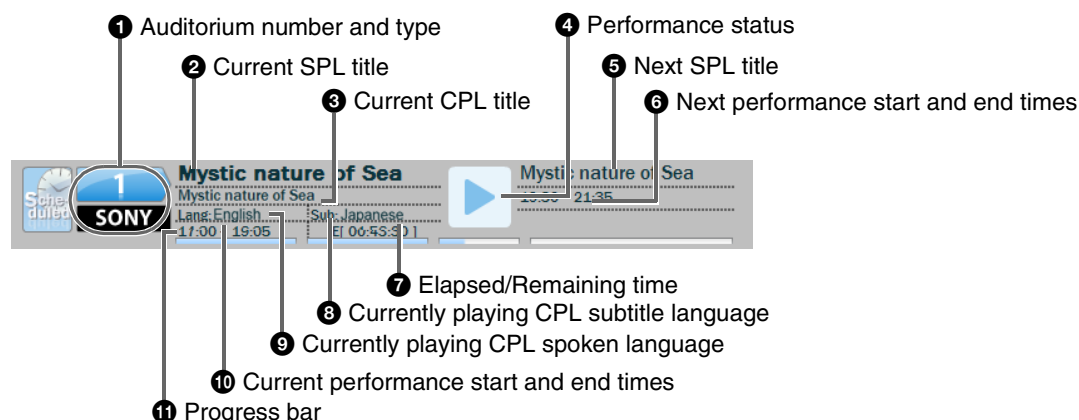 1 Auditorium number and type
2 Current SPL title
3 Current CPL title
4 Performance status
5 Next SPL title
6 Next performance start and end times
Sche-
duled
1
SONY
Mystic nature of Sea
Mystic nature of Sea
Lang: English
Sub: Japanese
17:00 - 19:05
E[ 00:43:30 ]
Mystic nature of Sea
19:30 - 21:35
7 Elapsed/Remaining time
8 Currently playing CPL subtitle language
9 Currently playing CPL spoken language
10 Current performance start and end times
11 Progress bar